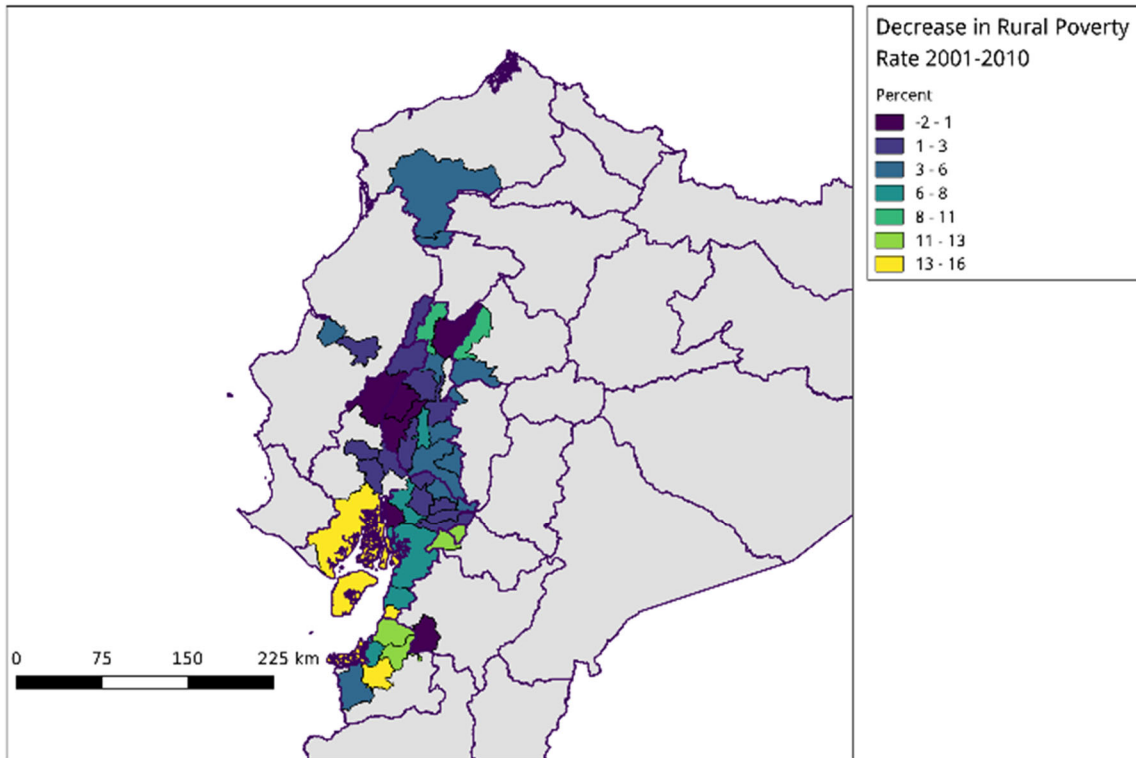 Decrease in Rural Poverty
Rate 2001-2010
Percent
-2 - 1
1 - 3
3 - 6
6 - 8
8 - 11
11 - 13
13 - 16
0 75 150 225 km